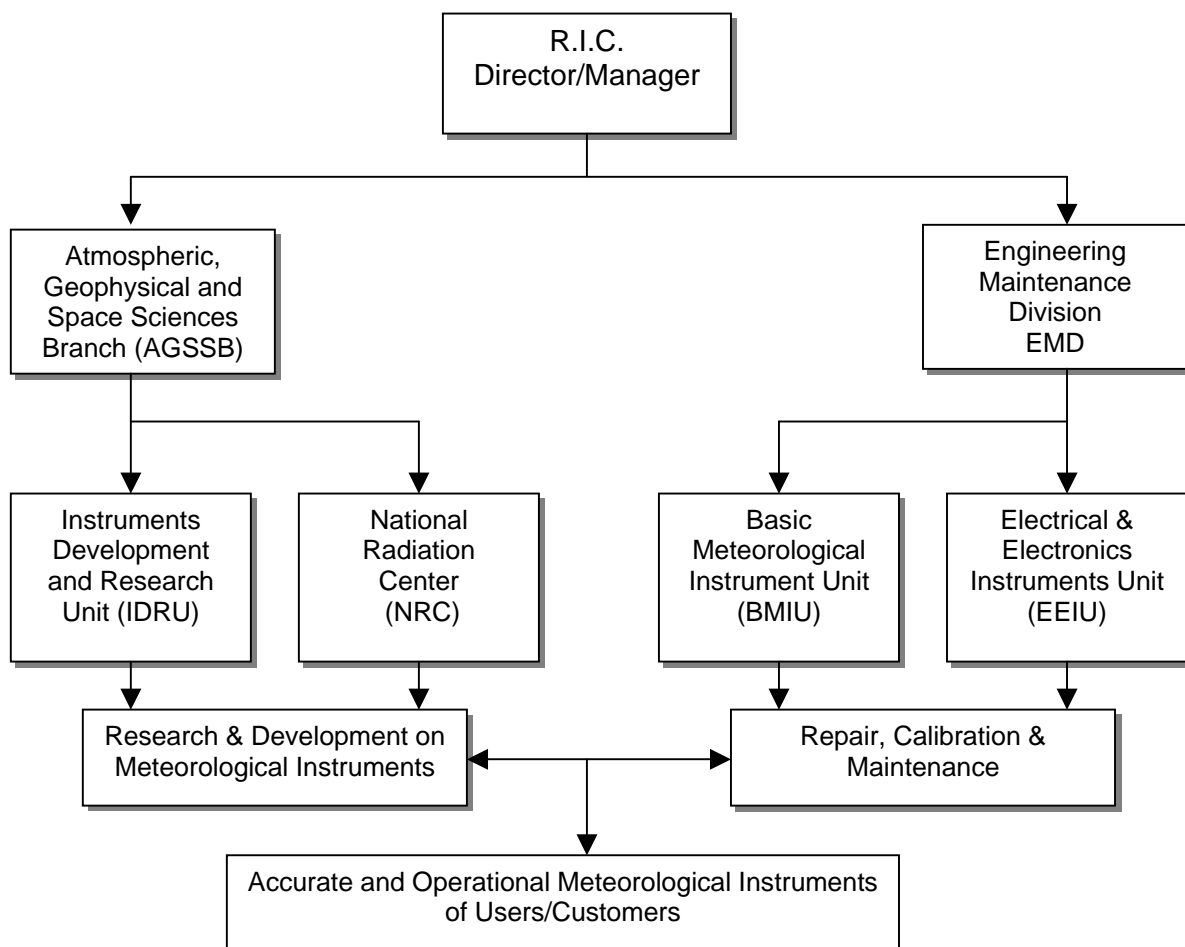 R.I.C.
Director/Manager
Atmospheric,
Geophysical and
Space Sciences
Branch (AGSSB)
Engineering
Maintenance
Division
EMD
Instruments
Development
and Research
Unit (IDRU)
National
Radiation
Center
(NRC)
Basic
Meteorological
Instrument Unit
(BMIU)
Electrical &
Electronics
Instruments Unit
(EEIU)
Research & Development on
Meteorological Instruments
Repair, Calibration &
Maintenance
Accurate and Operational Meteorological Instruments
of Users/Customers